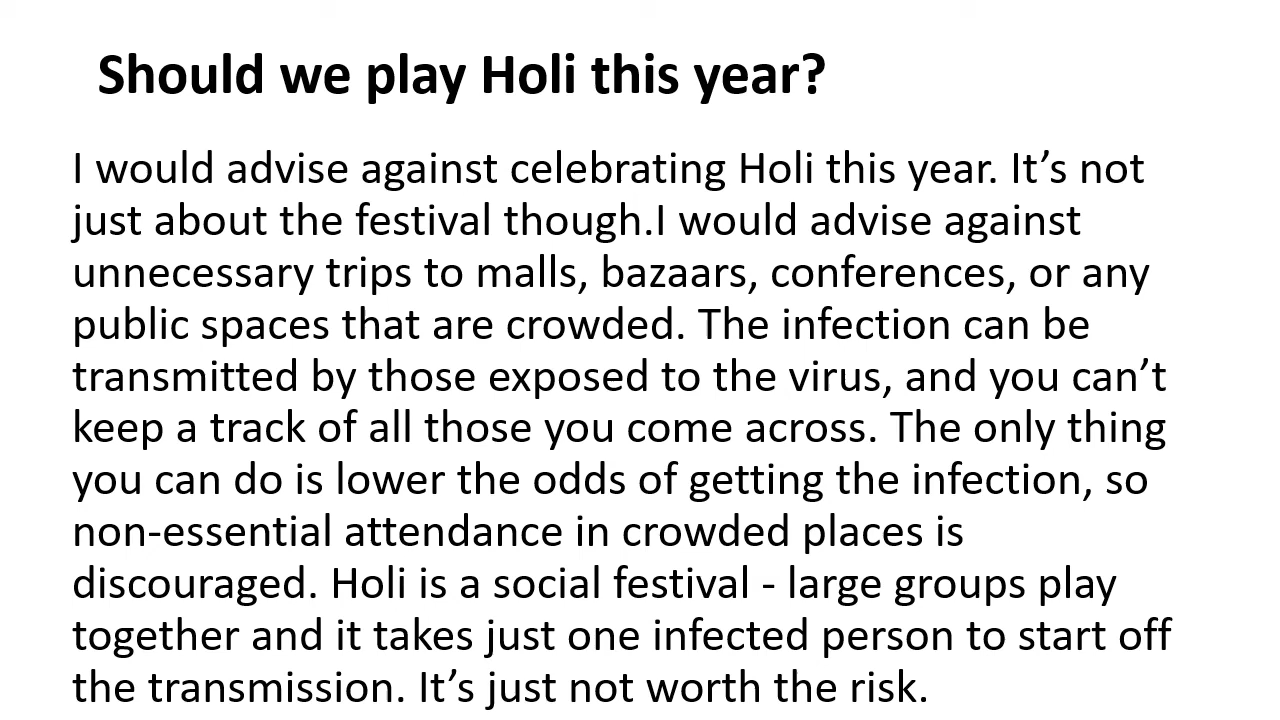 Should we play Holi this year?
I would advise against celebrating Holi this year. It’s not
just about the festival though.I would advise against
unnecessary trips to malls, bazaars, conferences, or any
public spaces that are crowded. The infection can be
transmitted by those exposed to the virus, and you can’t
keep a track of all those you come across. The only thing
you can do is lower the odds of getting the infection, so
non-essential attendance in crowded places is
discouraged. Holi is a social festival - large groups play
together and it takes just one infected person to start off
the transmission. It’s just not worth the risk.